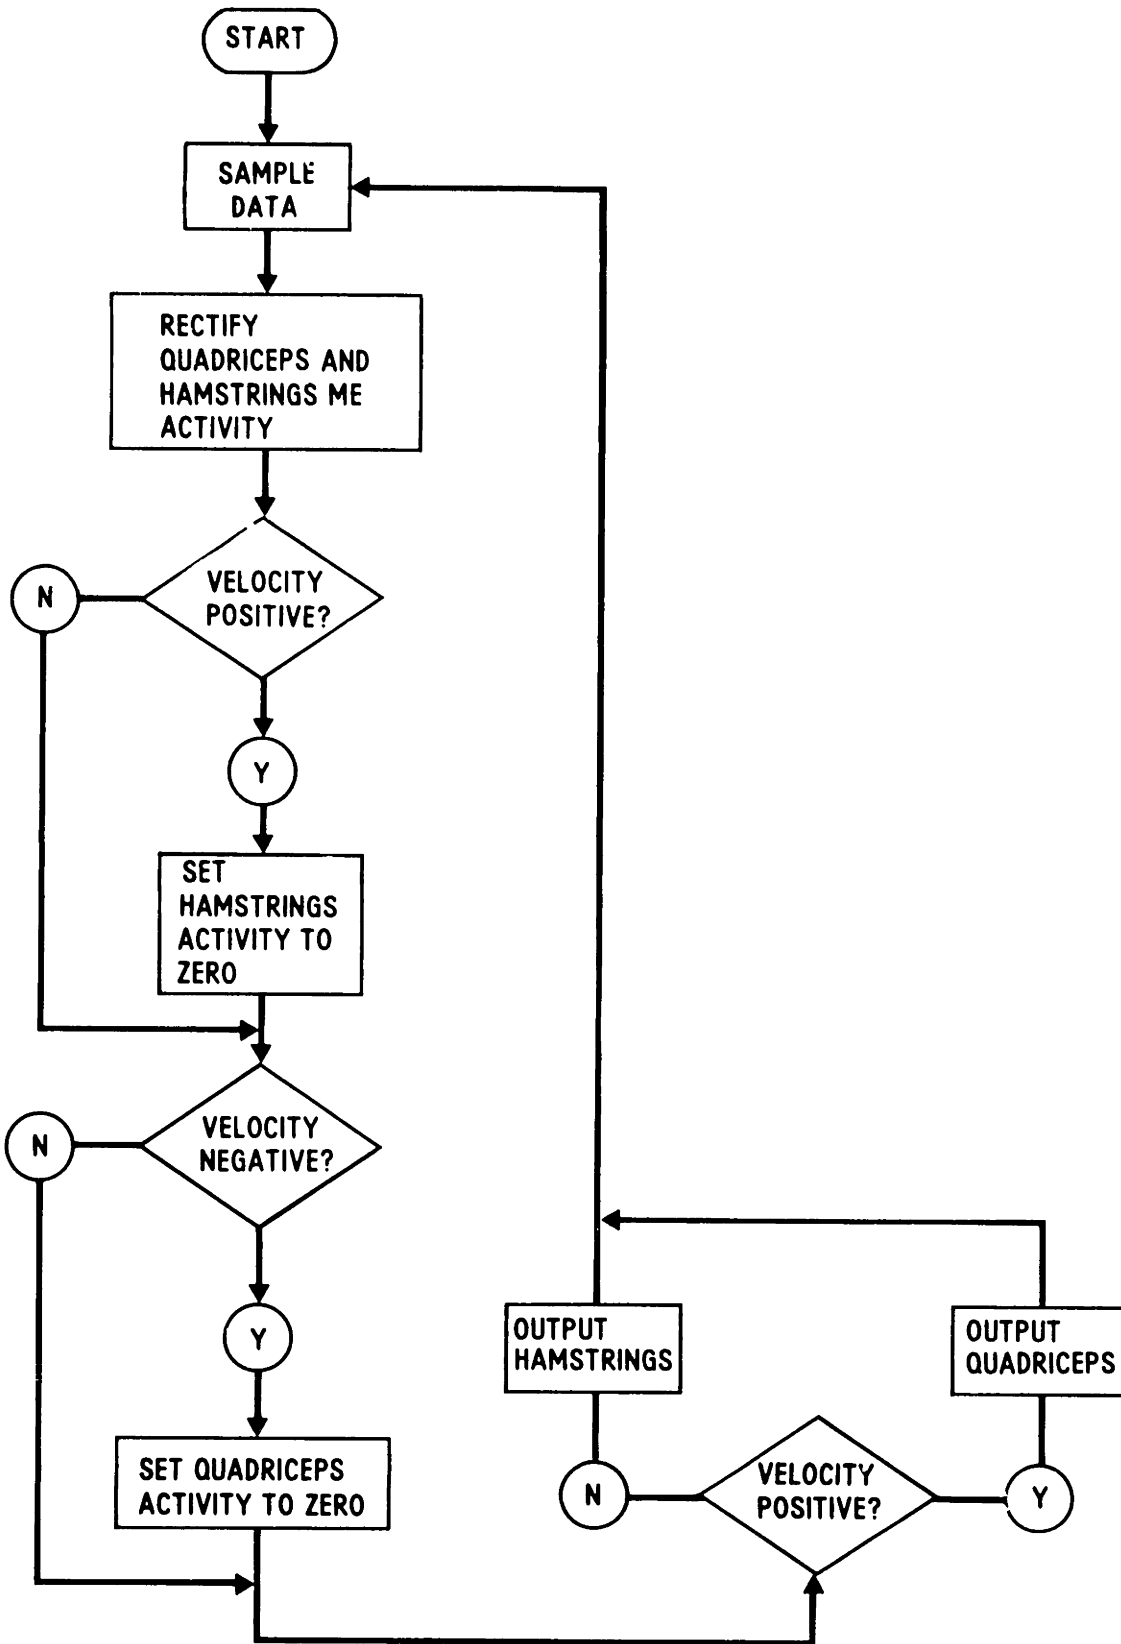 START
SAMPLE
DATA
RECTIFY
QUADRICEPS AND
HAMSTRINGS ME
ACTIVITY
VELOCITY
POSITIVE?
N
Y
SET
HAMSTRINGS
ACTIVITY TO
ZERO
VELOCITY
NEGATIVE?
N
Y
SET QUADRICEPS
ACTIVITY TO ZERO
VELOCITY
POSITIVE?
N
Y
OUTPUT
HAMSTRINGS
OUTPUT
QUADRICEPS